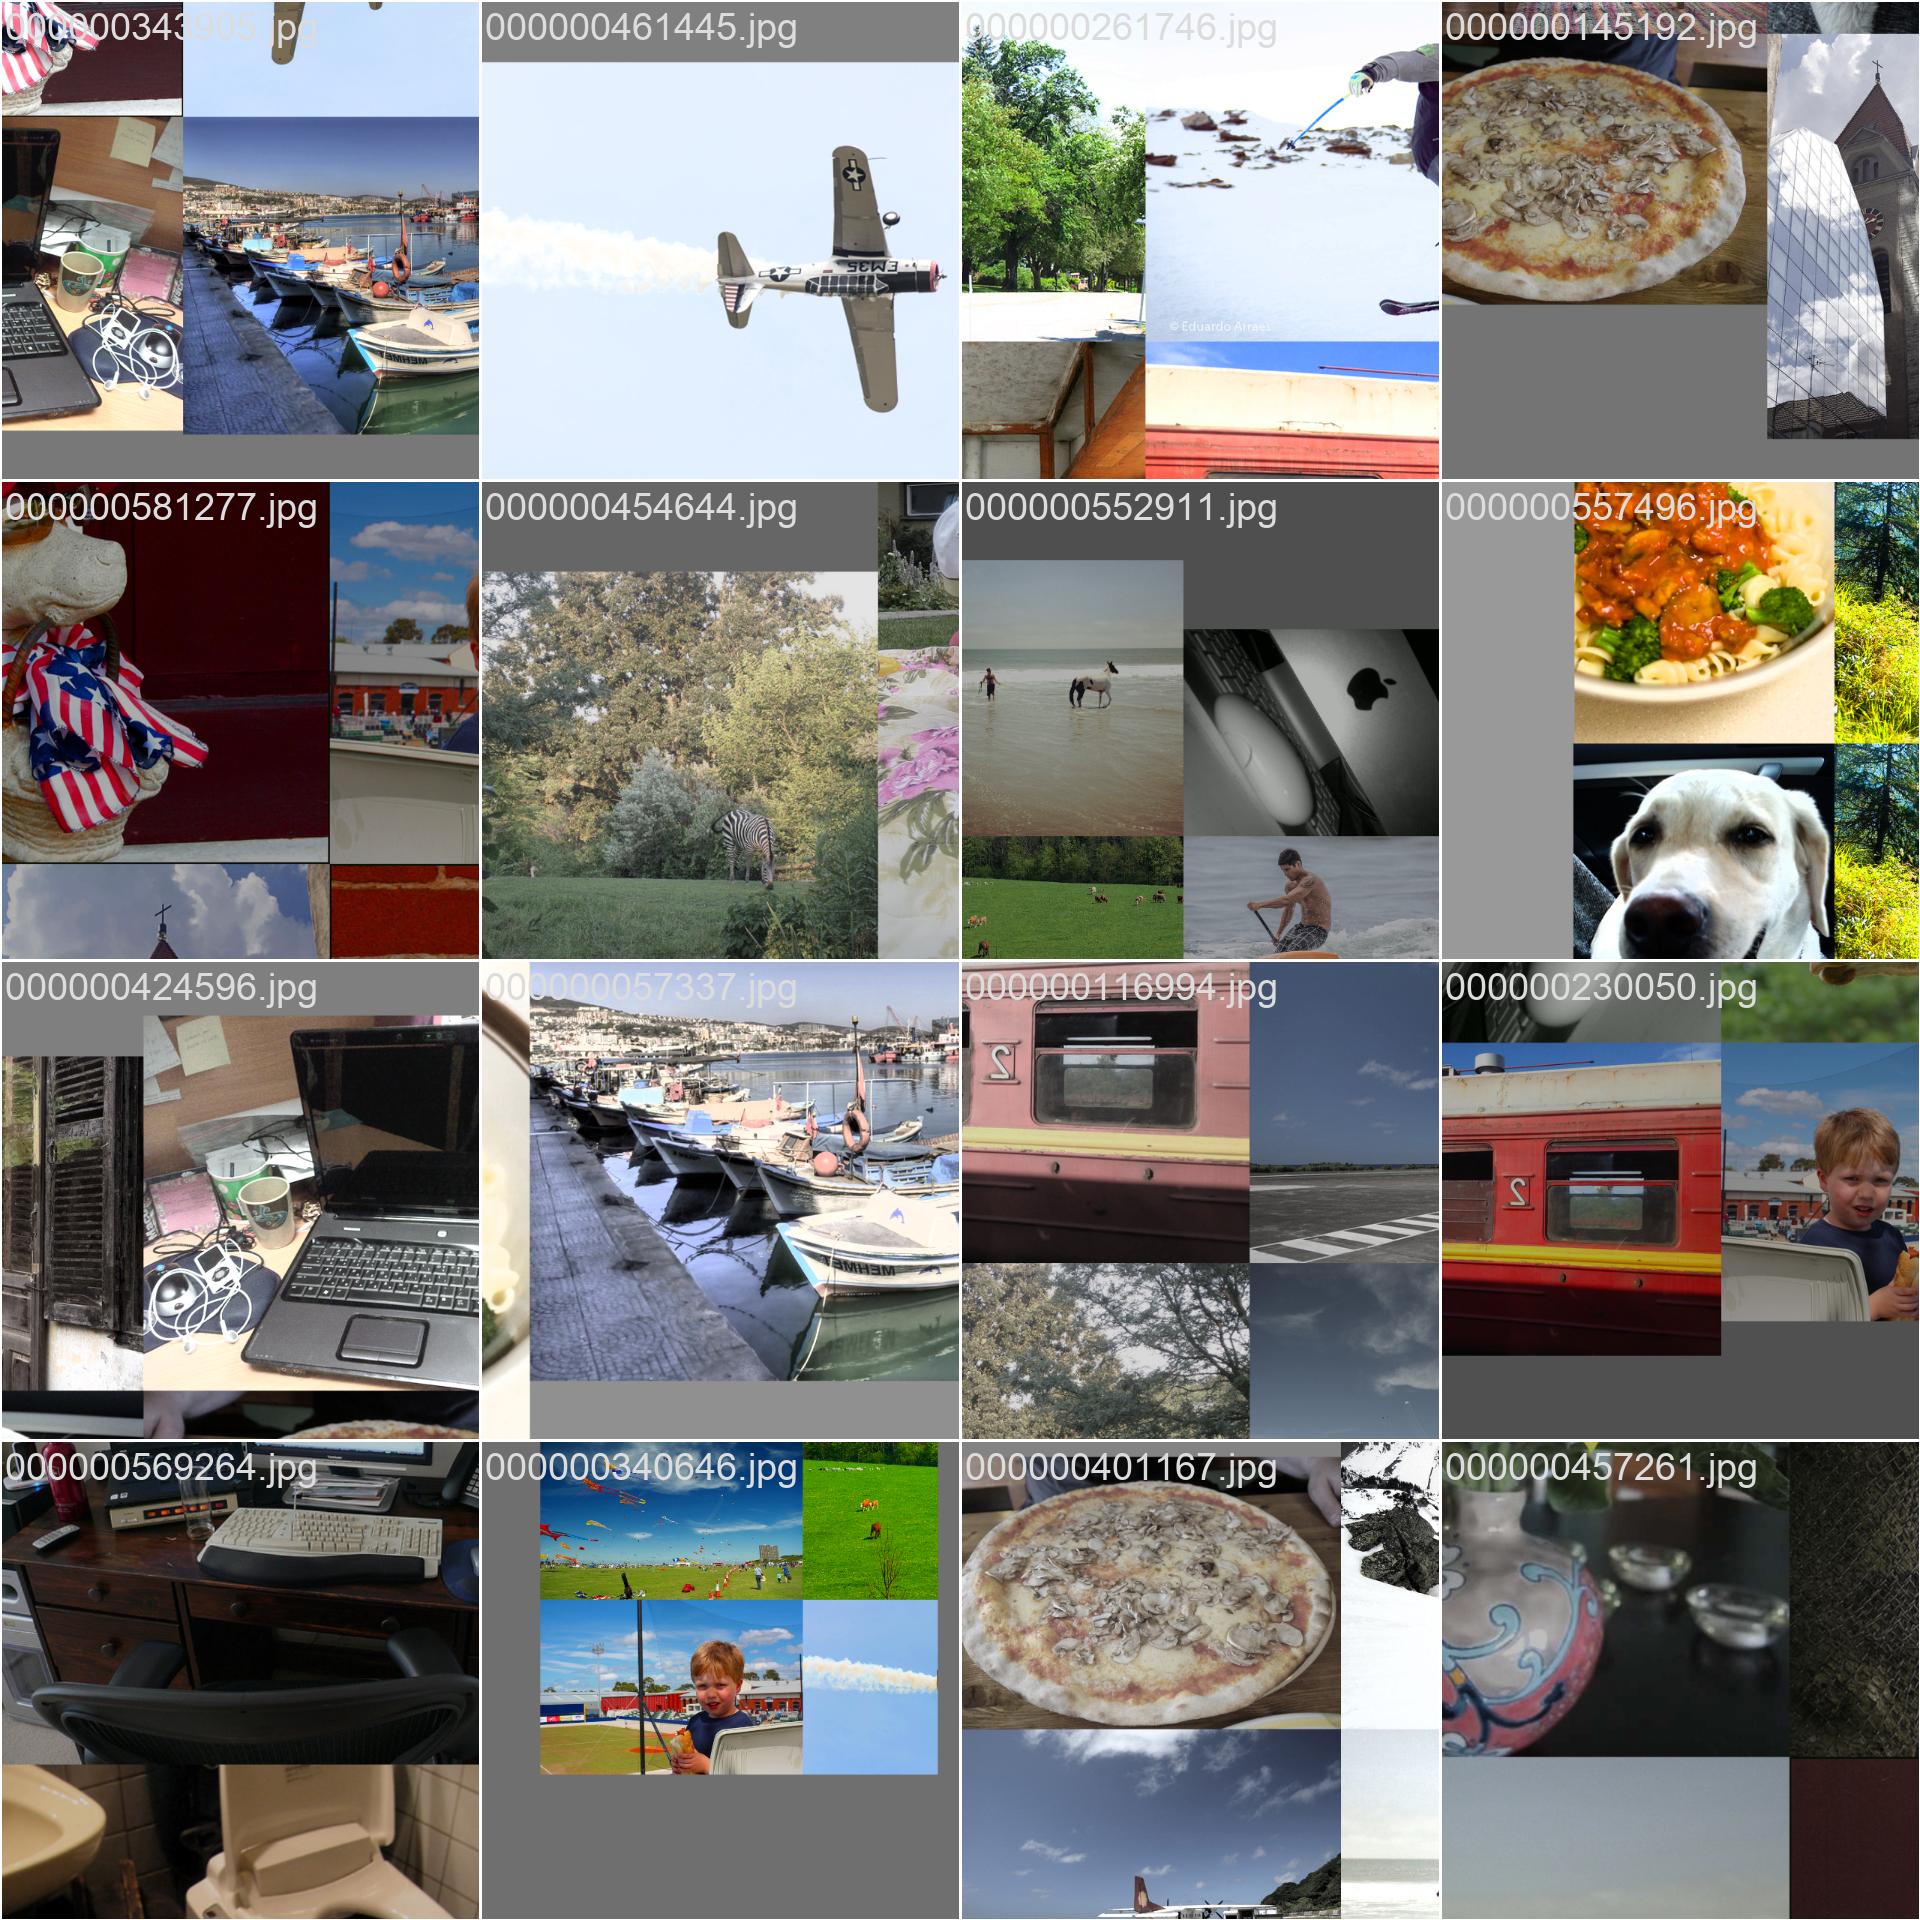 000000343905.jpg
000000461445.jpg
000000261746.jpg
000000145192.jpg
EM35
© Eduardo Arraes
MEHMET
000000581277.jpg
000000454644.jpg
000000552911.jpg
000000557496.jpg
000000424596.jpg
000000057337.jpg
000000116994.jpg
000000230050.jpg
2
2
MEHMET
000000569264.jpg
000000340646.jpg
000000401167.jpg
000000457261.jpg